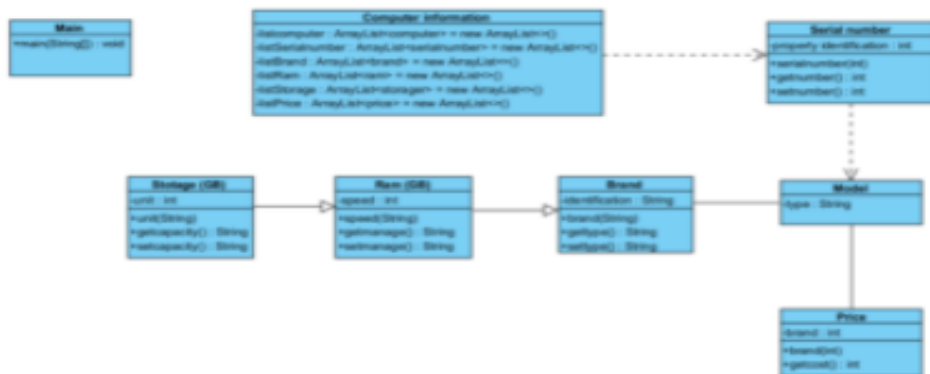 Main
+main(String[]) : void
Computer information
-listcomputer : ArrayList<computer> = new ArrayList<>()
-listSerialnumber : ArrayList<serialnumber> = new ArrayList<>()
-listBrand : ArrayList<brand> = new ArrayList<>()
-listRam : ArrayList<ram> = new ArrayList<>()
-listStorage : ArrayList<storager> = new ArrayList<>()
-listPrice : ArrayList<price> = new ArrayList<>()
Serial number
-property identification : int
+serialnumber(int)
+getnumber() : int
+setnumber() : int
Stotage (GB)
-unit : int
+unit(String)
+getcapacity() : String
+setcapacity() : String
Ram (GB)
-speed : int
+speed(String)
+getmanage() : String
+setmanage() : String
Brand
-identification : String
+brand(String)
+gettype() : String
+settype() : String
Model
-type : String
Price
-brand : int
+brand(int)
+getcost() : int